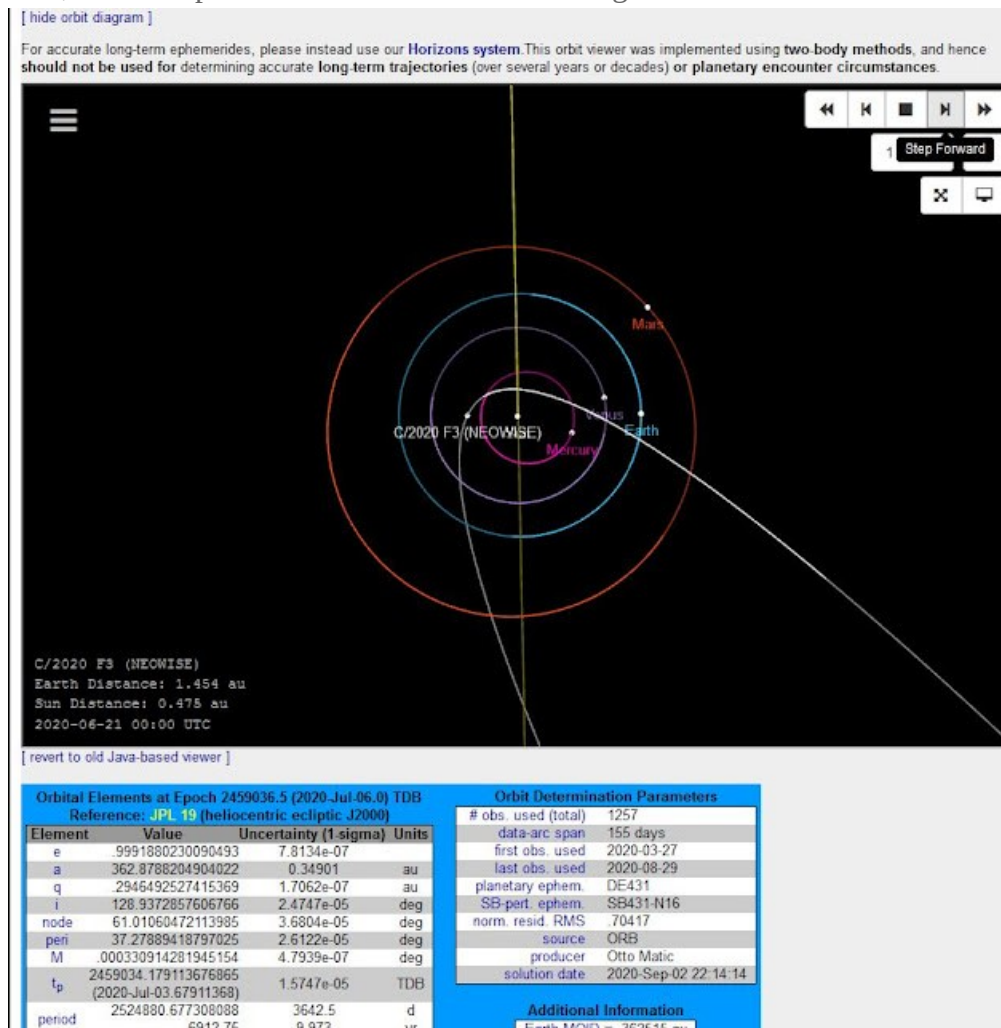 [ hide orbit diagram ]
For accurate long-term ephemerides, please instead use our Horizons system.This orbit viewer was implemented using two-body methods, and hence
should not be used for determining accurate long-term trajectories (over several years or decades) or planetary encounter circumstances.
1 Step Forward
Mars
Venus
C/2020 F3 (NEOWISE) Earth
Mercury
C/2020 F3 (NEOWISE)
Earth Distance: 1.454 au
Sun Distance: 0.475 au
2020-06-21 00:00 UTC
[ revert to old Java-based viewer ]
Orbital Elements at Epoch 2459036.5 (2020-Jul-06.0) TDB
Reference: JPL 19 (heliocentric ecliptic J2000)
Element Value Uncertainty (1-sigma) Units
e .9991880230090493 7.8134e-07
a 362.8788204904022 0.34901 au
q .2946492527415369 1.7062e-07 au
i 128.9372857606766 2.4747e-05 deg
node 61.01060472113985 3.6804e-05 deg
peri 37.27889418797025 2.6122e-05 deg
M .000330914281945154 4.7939e-07 deg
tp 2459034.179113676865
(2020-Jul-03.67911368) 1.5747e-05 TDB
period 2524880.677308088 3642.5 d
6912.76 9.973 yr
Orbit Determination Parameters
# obs. used (total) 1257
data-arc span 155 days
first obs. used 2020-03-27
last obs. used 2020-08-29
planetary ephem. DE431
SB-pert. ephem. SB431-N16
norm. resid. RMS .70417
source ORB
producer Otto Matic
solution date 2020-Sep-02 22:14:14
Additional Information
Earth MOID = .362515 au